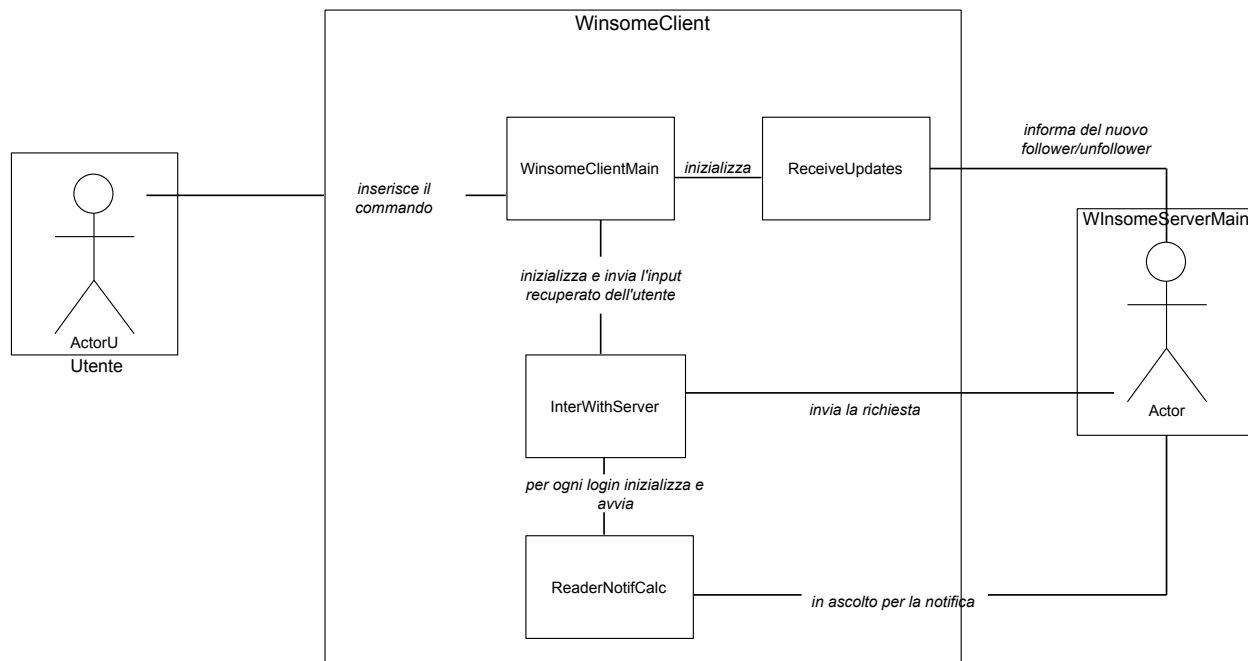 WinsomeClient
informa del nuovo
follower/unfollower
WinsomeClientMain
inizializza
ReceiveUpdates
inserisce il
commando
WInsomeServerMain
ActorU
Utente
inizializza e invia l'input
recuperato dell'utente
InterWithServer
invia la richiesta
Actor
per ogni login inizializza e
avvia
ReaderNotifCalc
in ascolto per la notifica